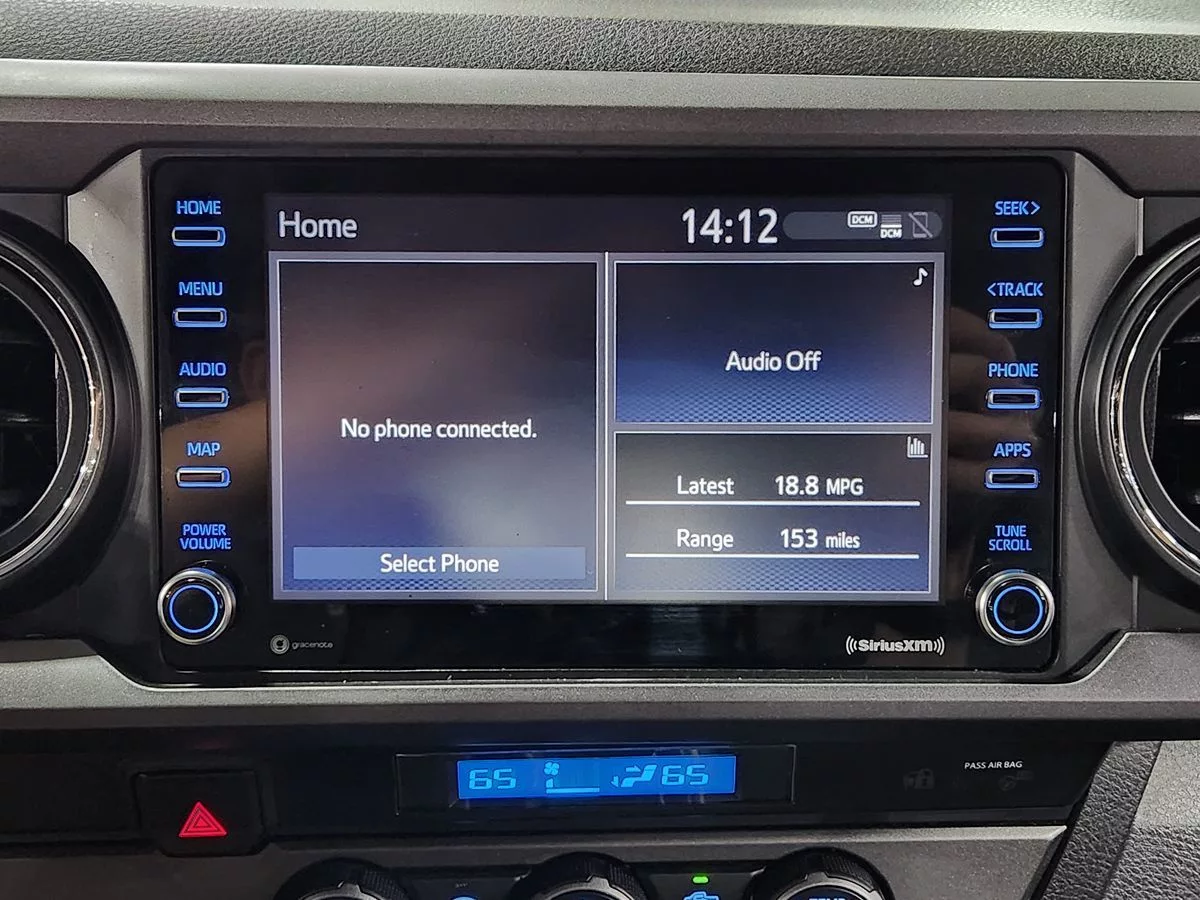 HOME
MENU
AUDIO
MAP
POWER
VOLUME
Home 14:12 DCM
DCM
No phone connected.
Select Phone
Audio Off
Latest 18.8 MPG
Range 153 miles
SEEK>
<TRACK
PHONE
APPS
TUNE
SCROLL
gracenote
((SiriusXM))
65 65
PASS AIR BAG